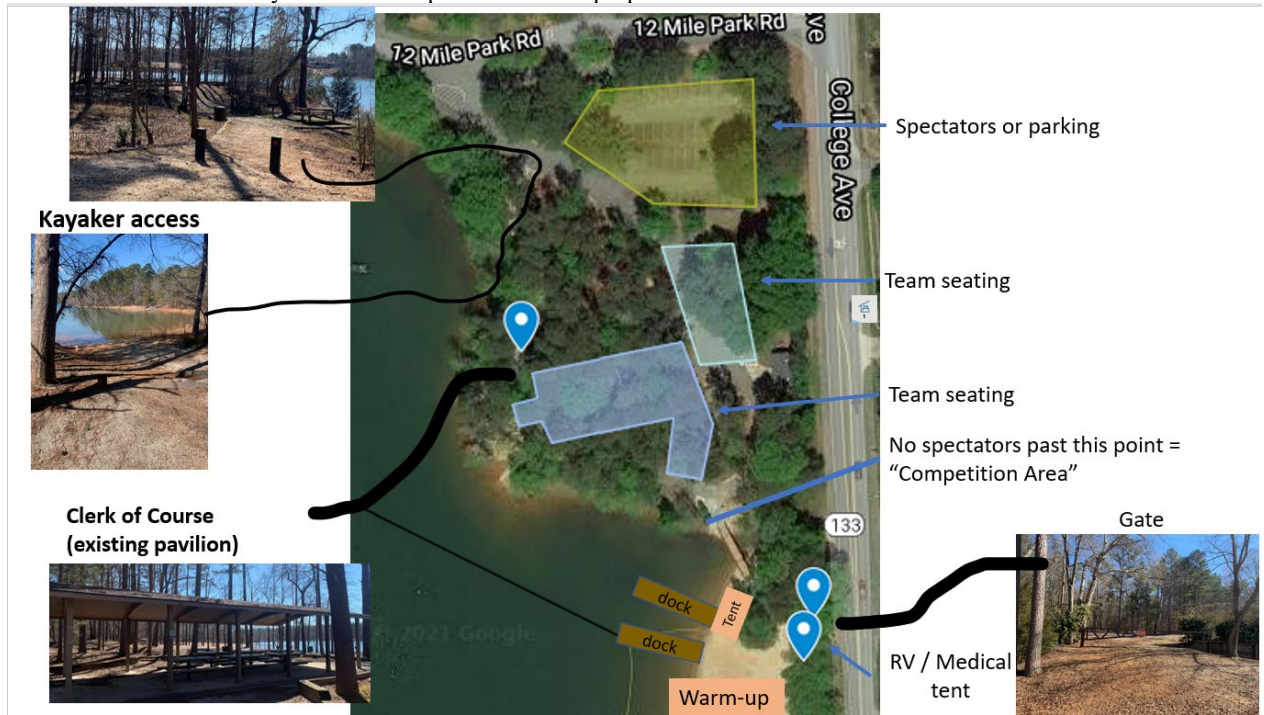 12 Mile Park Rd
12 Mile Park Rd
Ave
College Ave
Spectators or parking
Kayaker access
Team seating
1
Team seating
No spectators past this point =
“Competition Area”
133
Gate
Clerk of Course
(existing pavilion)
dock
Tent
dock
2021 Google
RV / Medical
tent
Warm-up